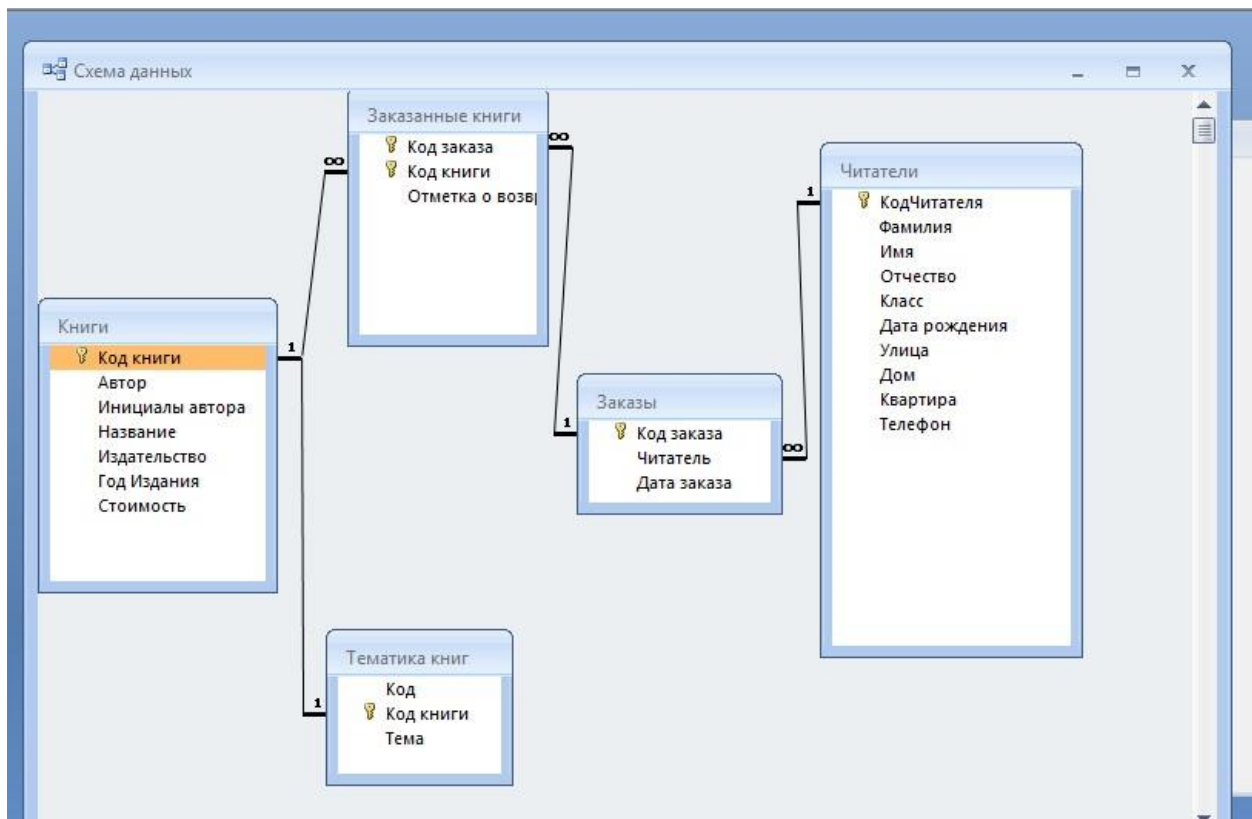 Схема данных
Заказанные книги
Код заказа
Код книги
Отметка о возв
Читатели
КодЧитателя
Фамилия
Имя
Отчество
Класс
Дата рождения
Улица
Дом
Квартира
Телефон
Книги
Код книги
Автор
Инициалы автора
Название
Издательство
Год Издания
Стоимость
Заказы
Код заказа
Читатель
Дата заказа
Тематика книг
Код
Код книги
Тема
∞
∞
1
1
1
∞
1
1